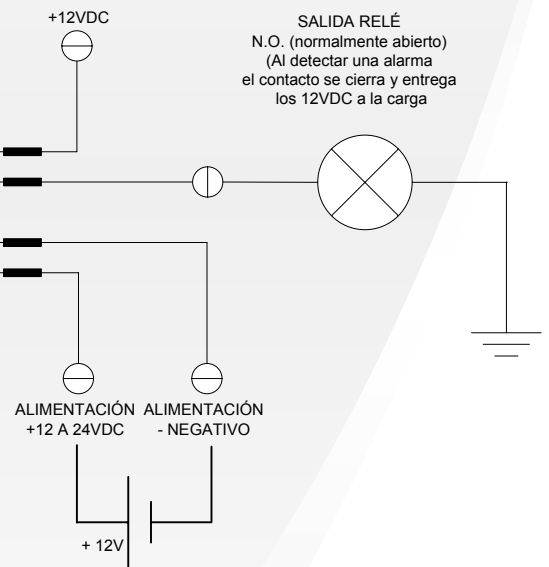 +12VDC
SALIDA RELÉ
N.O. (normalmente abierto)
(Al detectar una alarma
el contacto se cierra y entrega
los 12VDC a la carga
ALIMENTACIÓN
+12 A 24VDC
ALIMENTACIÓN
- NEGATIVO
+ 12V